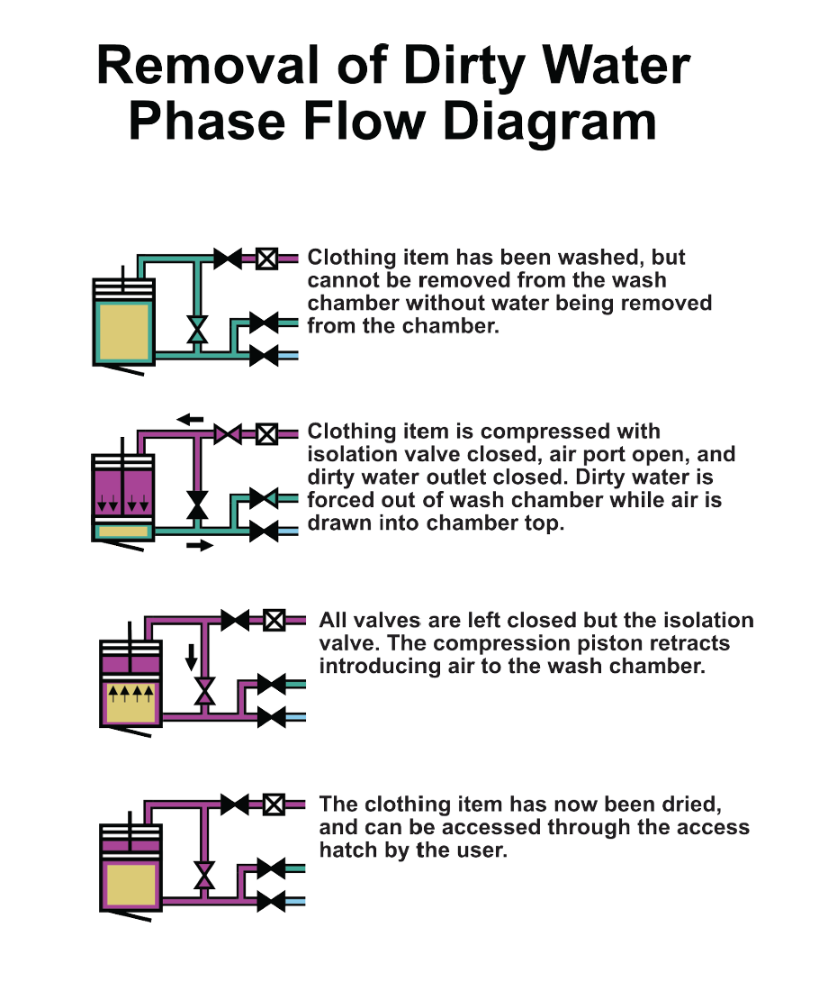 Removal of Dirty Water
Phase Flow Diagram
Clothing item has been washed, but
cannot be removed from the wash
chamber without water being removed
from the chamber.
Clothing item is compressed with
isolation valve closed, air port open, and
dirty water outlet closed. Dirty water is
forced out of wash chamber while air is
drawn into chamber top.
All valves are left closed but the isolation
valve. The compression piston retracts
introducing air to the wash chamber.
The clothing item has now been dried,
and can be accessed through the access
hatch by the user.